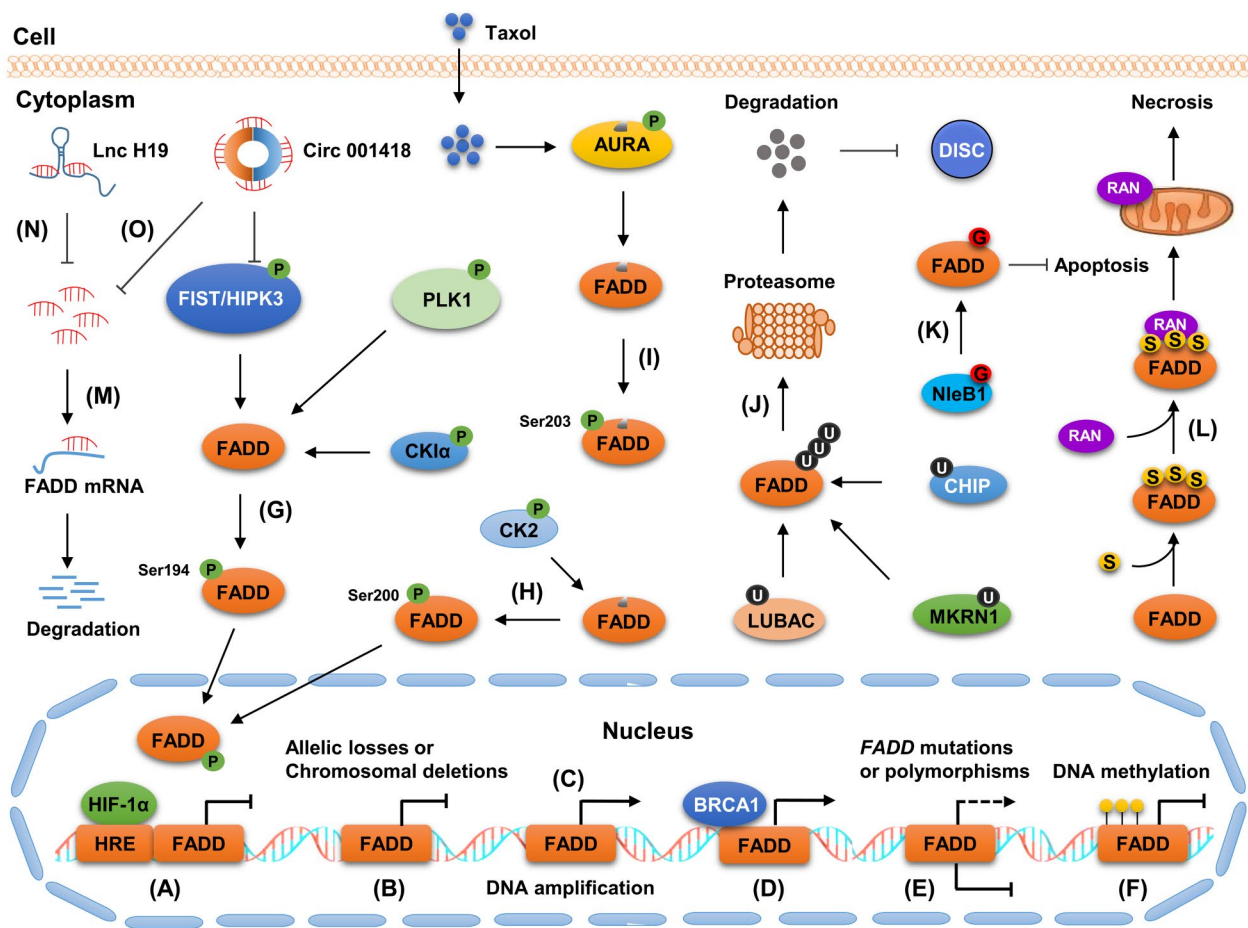 Cell
Taxol
Cytoplasm
Lnc H19
Circ 001418
P
AURA
Degradation
DISC
Necrosis
RAN
(N)
(O)
P
FIST/HIPK3
P
PLK1
FADD
G
FADD
Apoptosis
Proteasome
(K)
RAN
S S S
FADD
(M)
(I)
G
NleB1
(J)
Ser203
P
FADD
FADD
P
CKIα
U U U
FADD
U
CHIP
RAN
(L)
S S S
FADD
FADD mRNA
(G)
P
CK2
S
Ser194
P
FADD
Ser200
P
FADD
(H)
FADD
U
LUBAC
U
MKRN1
FADD
Degradation
FADD
P
Nucleus
Allelic losses or
Chromosomal deletions
(C)
FADD mutations
or polymorphisms
DNA methylation
HIF-1α
BRCA1
HRE
FADD
FADD
FADD
FADD
FADD
FADD
(A)
(B)
DNA amplification
(D)
(E)
(F)